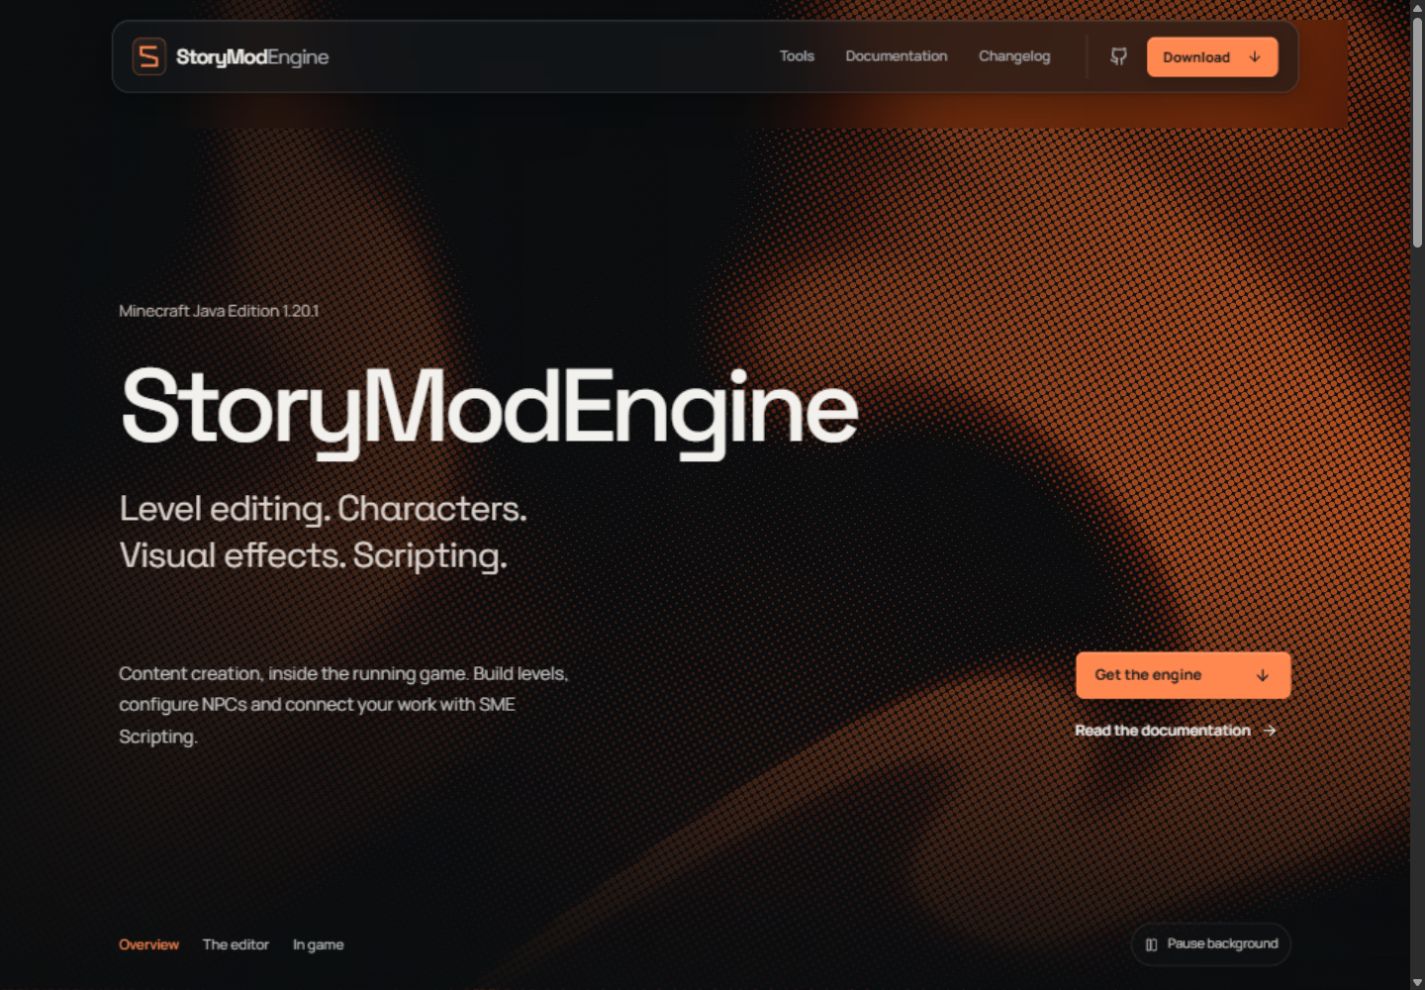 StoryModEngine
Tools
Documentation
Changelog
Download
Minecraft Java Edition 1.20.1
StoryModEngine
Level editing. Characters.
Visual effects. Scripting.
Content creation, inside the running game. Build levels,
configure NPCs and connect your work with SME
Scripting.
Get the engine
Read the documentation
Overview
The editor
In game
Pause background